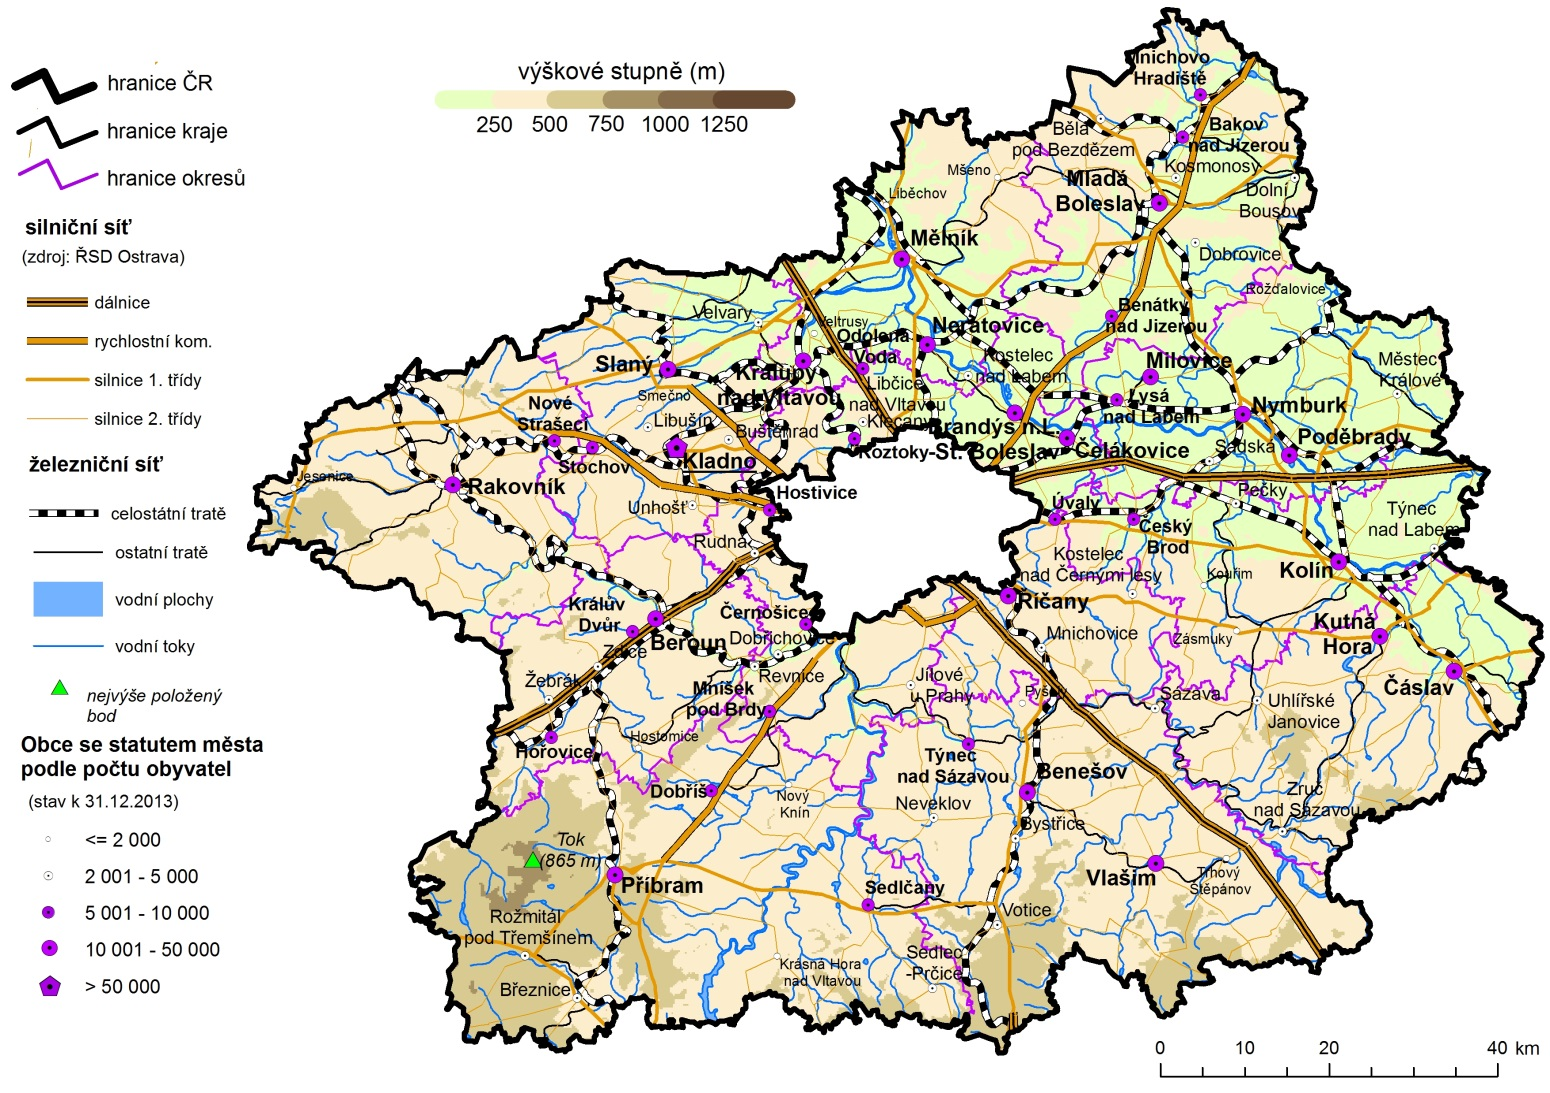 výškové stupně (m)
250 500 750 1000 1250
hranice ČR
hranice kraje
hranice okresů
silniční síť
(zdroj: ŘSD Ostrava)
dálnice
rychlostní kom.
silnice 1. třídy
silnice 2. třídy
železniční síť
celostátní tratě
ostatní tratě
vodní plochy
vodní toky
nejvýše položený
bod
Obce se statutem města
podle počtu obyvatel
(stav k 31.12.2013)
<= 2 000
2 001 - 5 000
5 001 - 10 000
10 001 - 50 000
> 50 000
nichovo
Hradiště
Bakov
nad Jizerou
Běla
pod Bezdězem
Kosmonosy
Mšeno
Mladá
Boleslav
Dolní
Bousov
Liběchov
Mělník
Dobrovice
Rožďalovice
Benátky
nad Jizerou
Velvary
Veltrusy
Odolena
Voda
Neratovice
Kostelec
nad Labem
Milovice
Městec
Králové
Slaný
Kralupy
nad Vltavou
Libčice
nad Vltavou
Smečno
Nové
Strašecí
Libušín
Buštěhrad
Klecany
Lysá
nad Labem
Nymburk
Brandýs n.L.
-St. Boleslav
Čelákovice
Sadská
Poděbrady
Stochov
Kladno
Roztoky
Jesenice
Rakovník
Hostivice
Unhošť
Pečky
Týnec
nad Labem
Úvaly
Český
Brod
Rudná
Kostelec
nad Černými lesy
Kouřim
Kolín
Králův
Dvůr
Beroun
Černošice
Dobřichovice
Říčany
Mnichovice
Zásmuky
Kutná
Hora
Zdice
Žebrák
Řevnice
Mníšek
pod Brdy
Jílové
u Prahy
Pyšely
Sázava
Uhlířské
Janovice
Čáslav
Hořovice
Hostomice
Týnec
nad Sázavou
Benešov
Dobříš
Nový
Knín
Neveklov
Bystřice
Zruč
nad Sázavou
Tok
(865 m)
Příbram
Sedlčany
Vlašim
Trhový
Štěpánov
Rožmitál
pod Třemšínem
Votice
Sedlec
-Prčice
Krásná Hora
nad Vltavou
Březnice
0 10 20 40 km